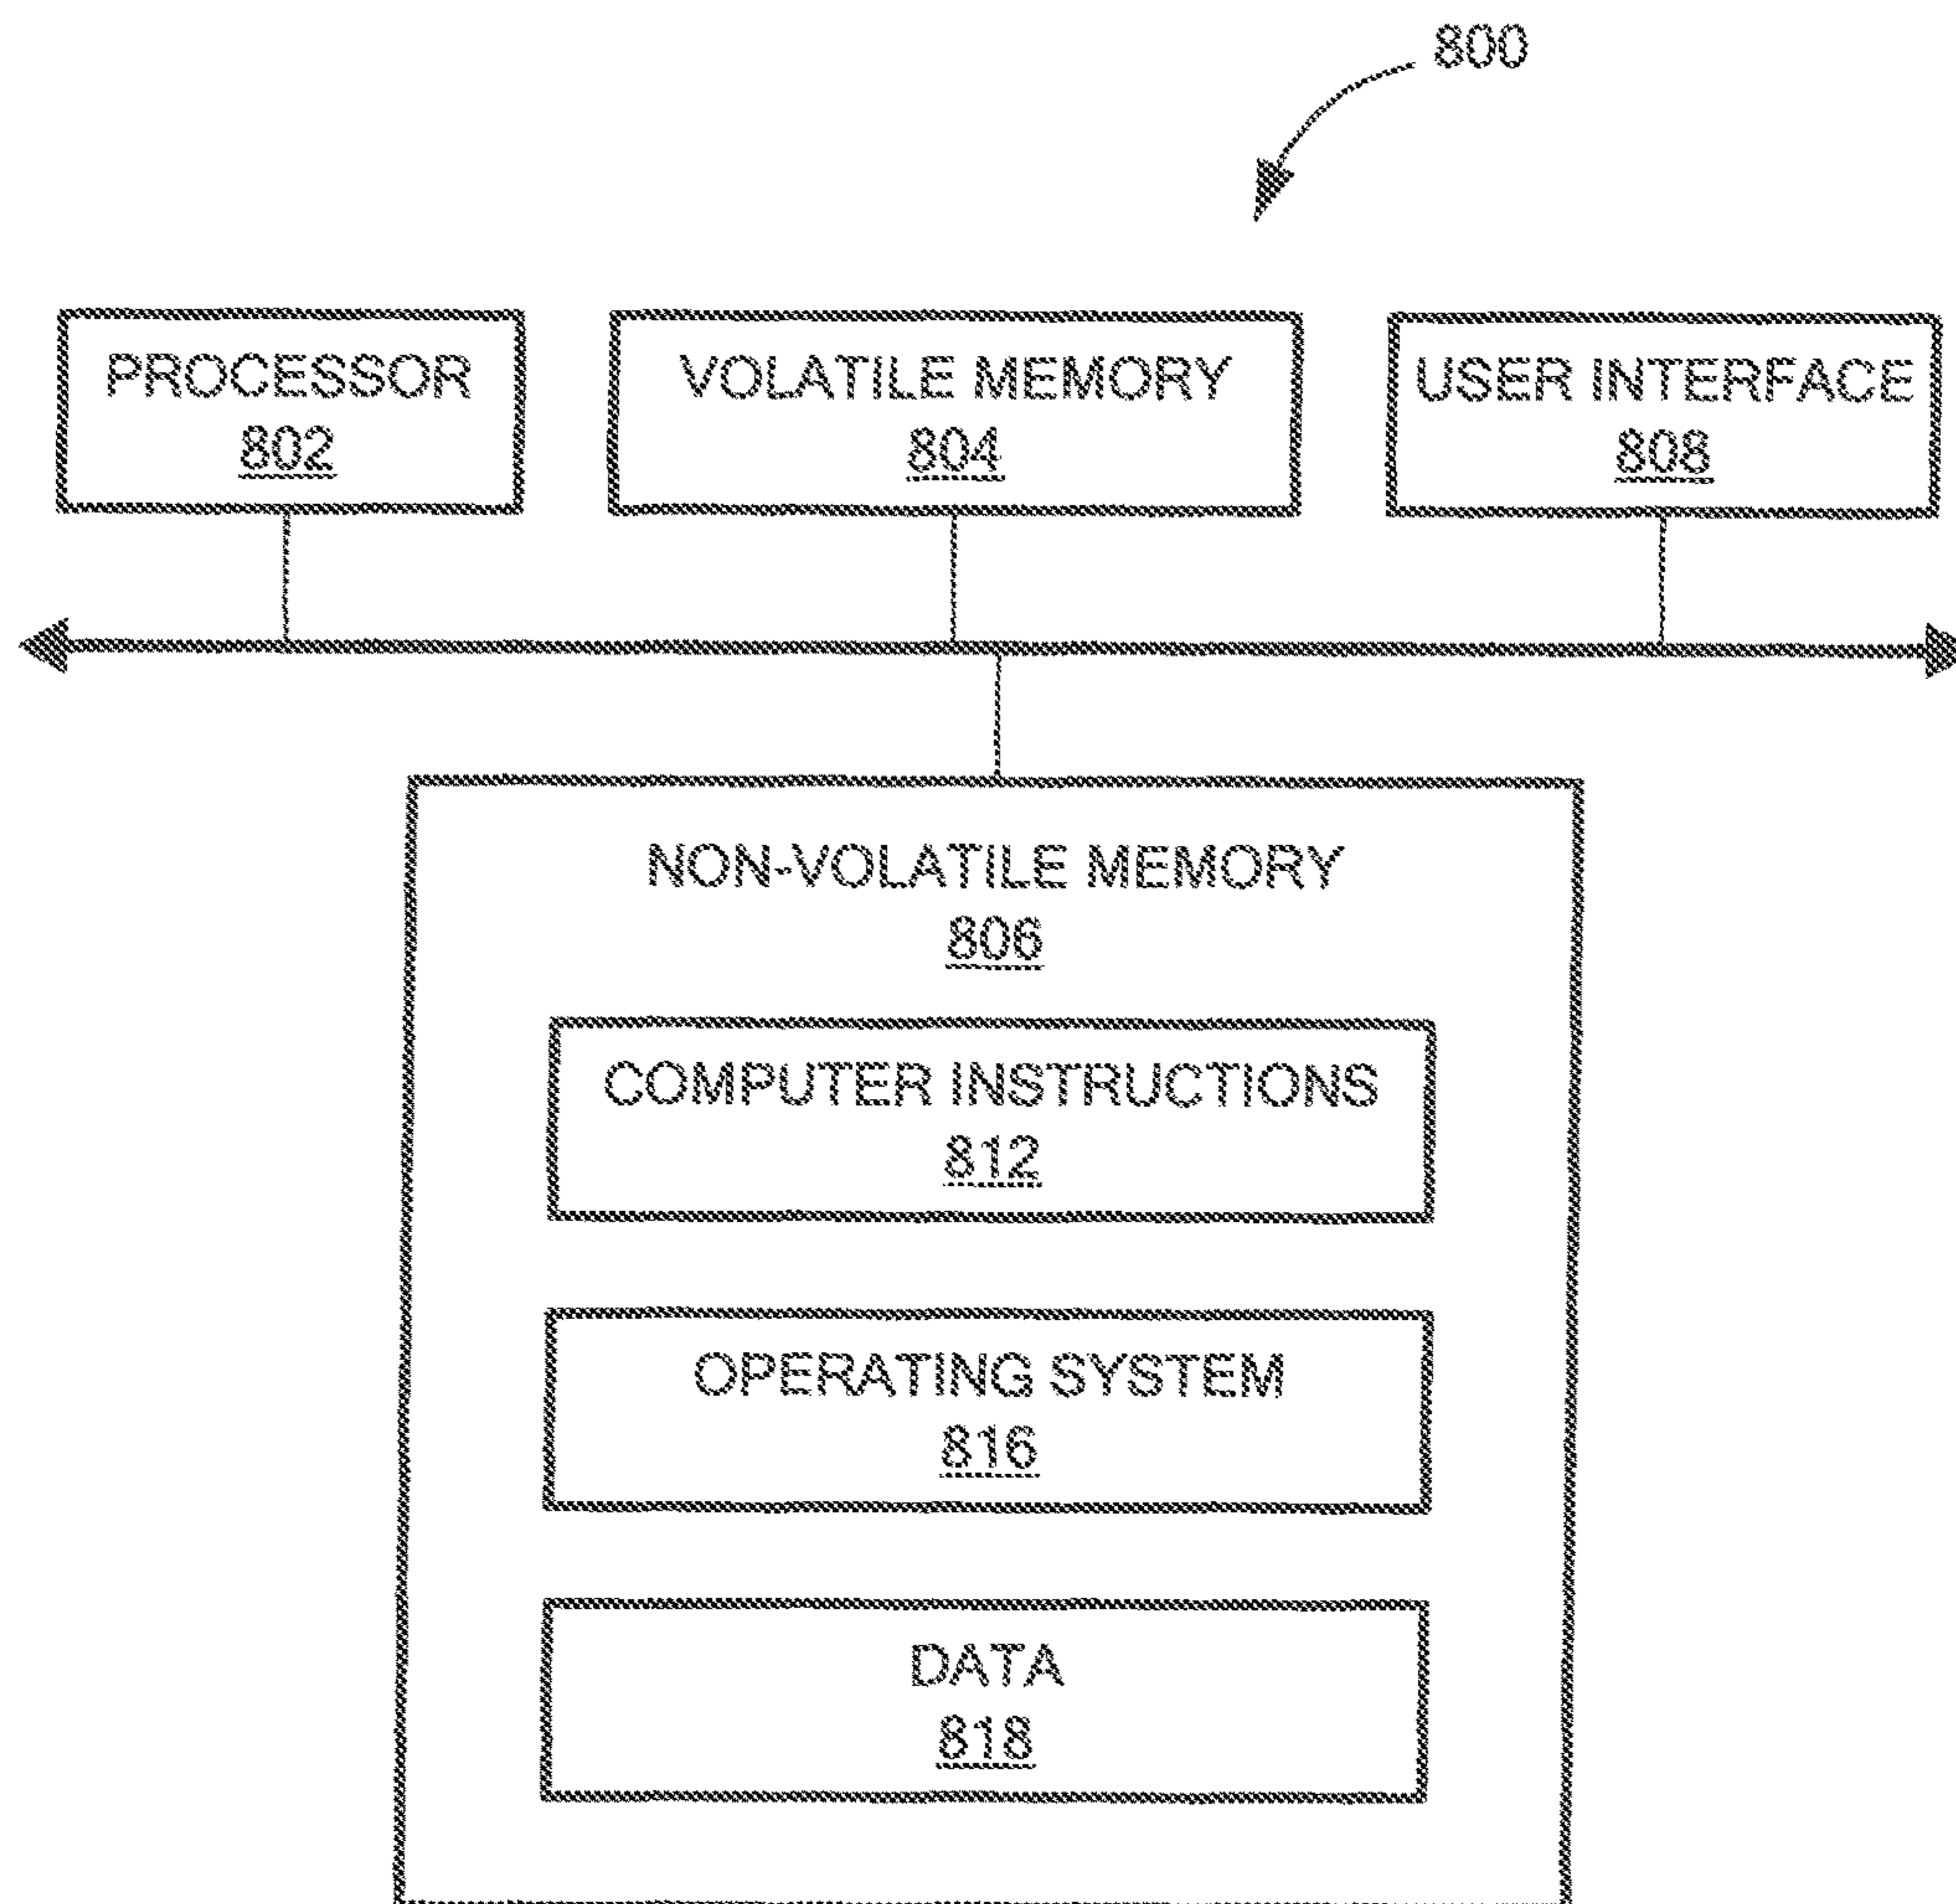 800
PROCESSOR
802
VOLATILE MEMORY
804
USER INTERFACE
808
NON-VOLATILE MEMORY
806
COMPUTER INSTRUCTIONS
812
OPERATING SYSTEM
816
DATA
818